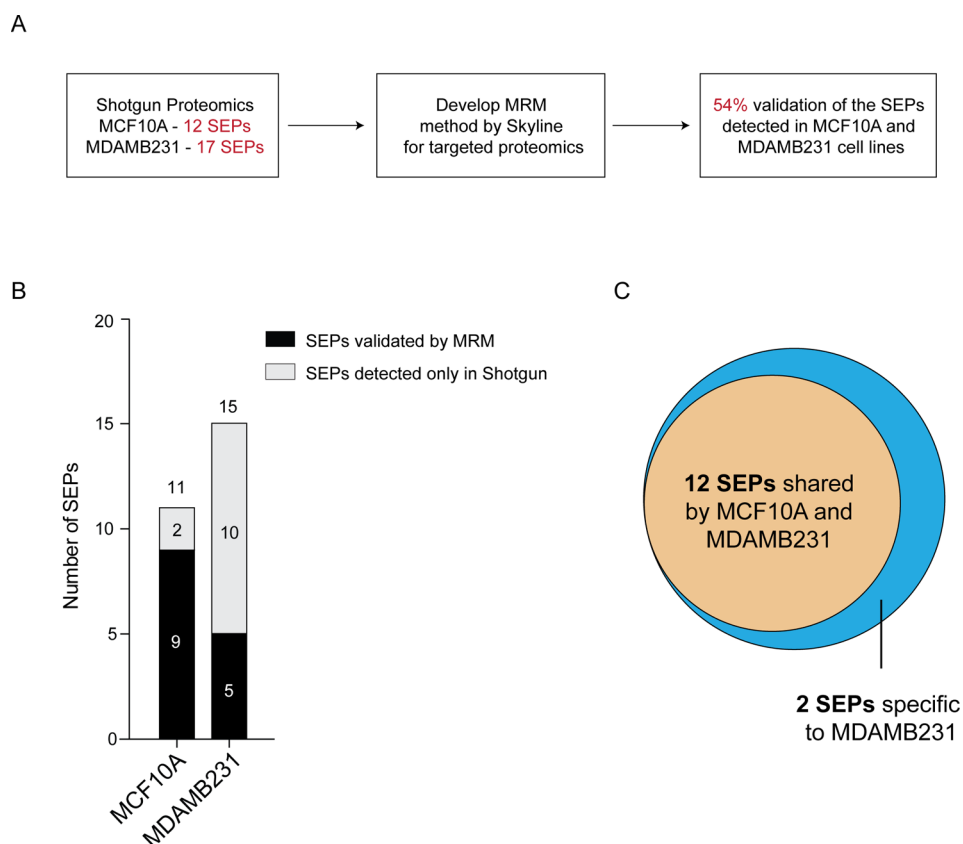 A
Shotgun Proteomics
MCF10A - 12 SEPs
MDAMB231 - 17 SEPs
Develop MRM
method by Skyline
for targeted proteomics
54% validation of the SEPs
detected in MCF10A and
MDAMB231 cell lines
B
Number of SEPs
20
15
10
5
0
11
2
9
15
10
5
MCF10A
MDAMB231
SEPs validated by MRM
SEPs detected only in Shotgun
C
12 SEPs shared
by MCF10A and
MDAMB231
2 SEPs specific
to MDAMB231